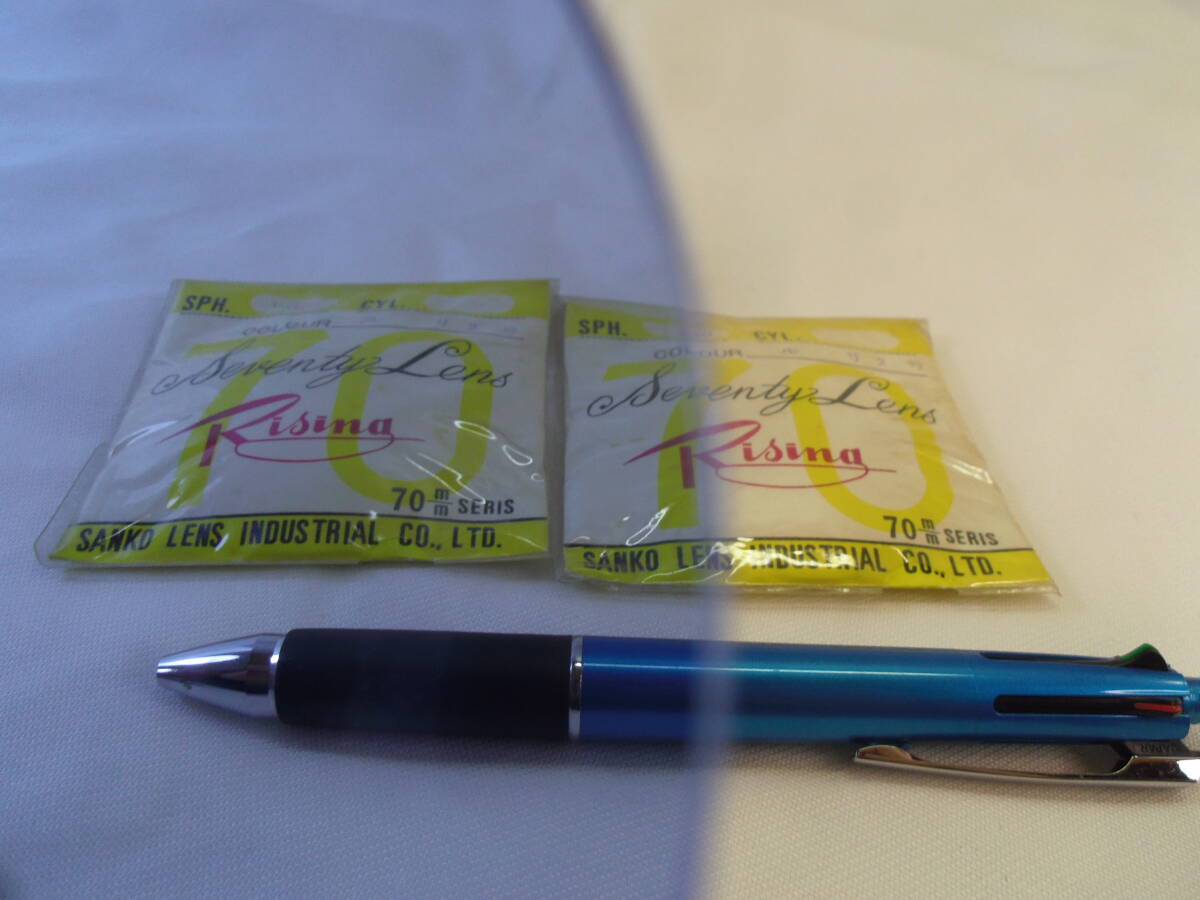 SPH. CYL.
COLOUR
70
Seventy Lens
Rising
70 m/m SERIS
SANKO LENS INDUSTRIAL CO., LTD.
SPH. CYL.
COLOUR
70
Seventy Lens
Rising
70 m/m SERIS
SANKO LENS INDUSTRIAL CO., LTD.